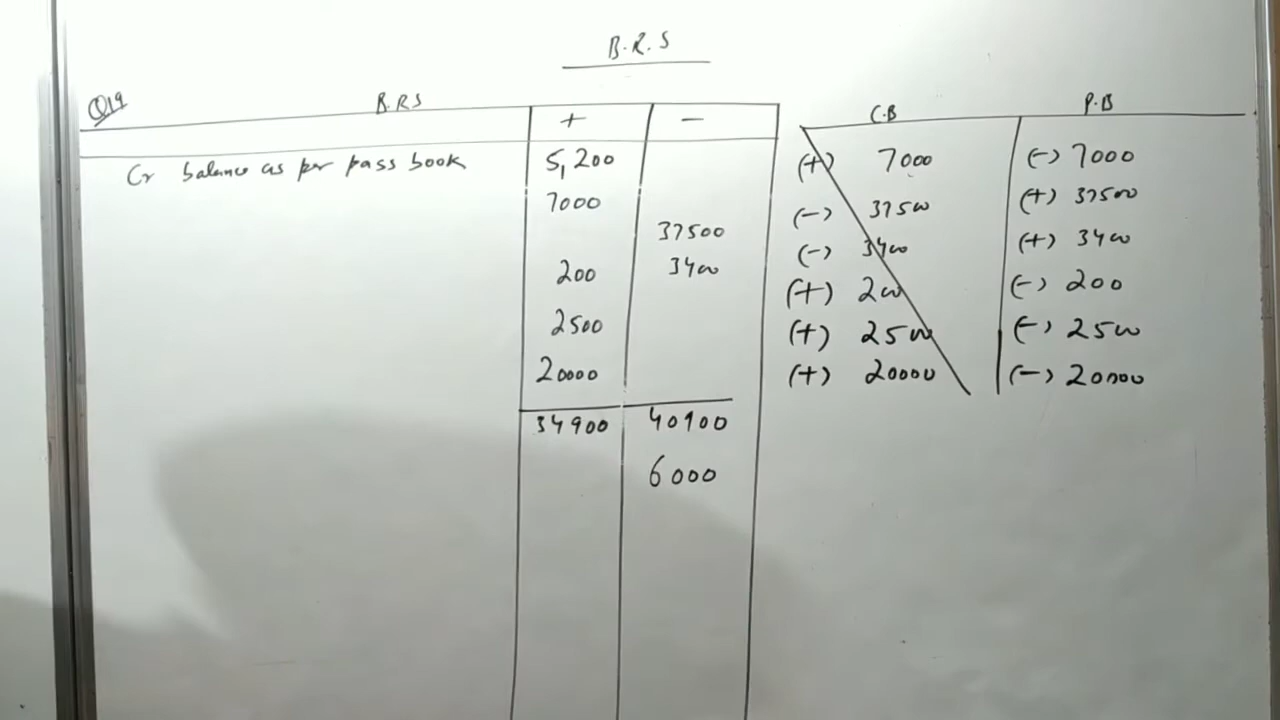 B.R.S
Q19 B.RS + −
C.B P.B
Cr balance as per pass book 5,200
7000
37500
200 3400
2500
20000
34900 40900
6000
(+) 7000 (−) 7000
(−) 37500 (+) 37500
(−) 3400 (+) 3400
(+) 200 (−) 200
(+) 2500 (−) 2500
(+) 20000 (−) 20000